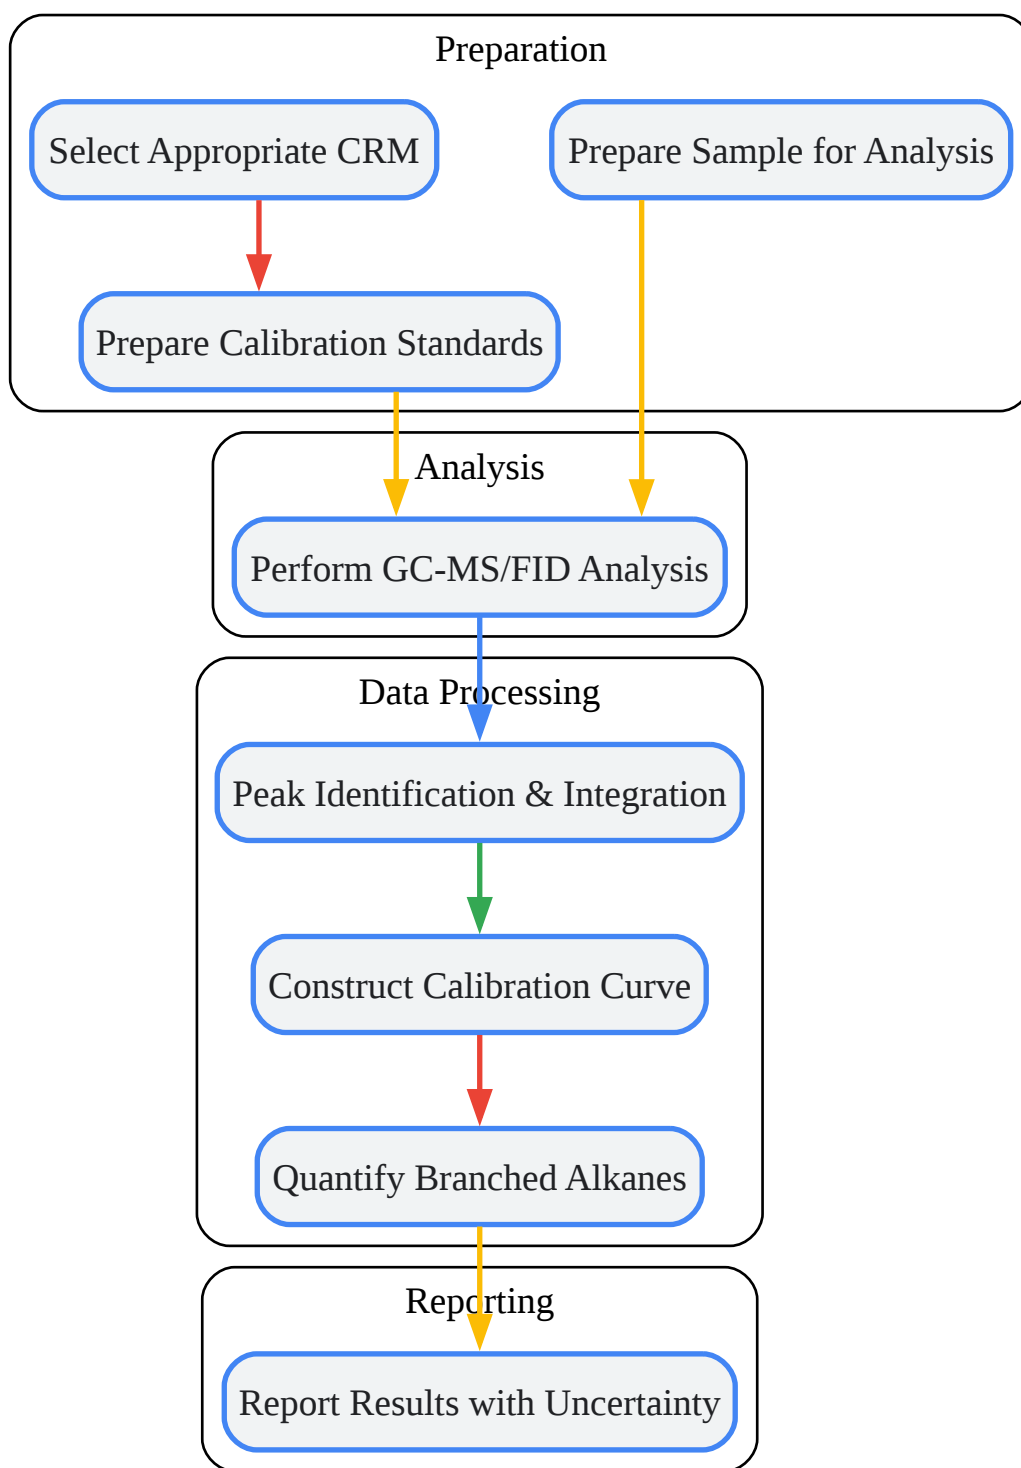 Preparation
Select Appropriate CRM
Prepare Sample for Analysis
Prepare Calibration Standards
Analysis
Perform GC-MS/FID Analysis
Data Processing
Peak Identification & Integration
Construct Calibration Curve
Quantify Branched Alkanes
Reporting
Report Results with Uncertainty